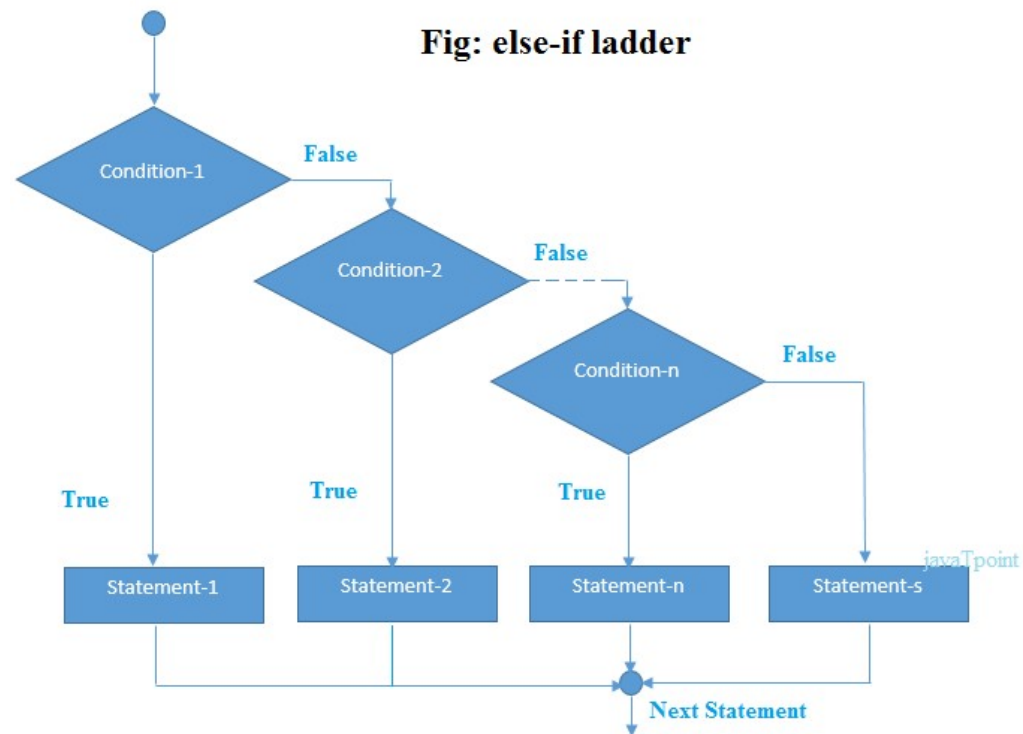 Fig: else-if ladder
Condition-1
False
Condition-2
False
Condition-n
False
True
True
True
javaTpoint
Statement-1
Statement-2
Statement-n
Statement-s
Next Statement